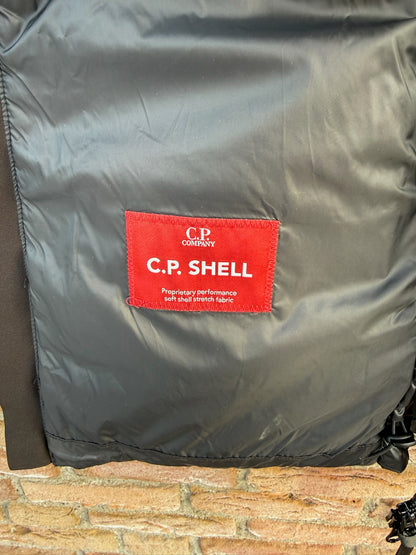 C.P.
COMPANY
C.P. SHELL
Proprietary performance
soft shell stretch fabric